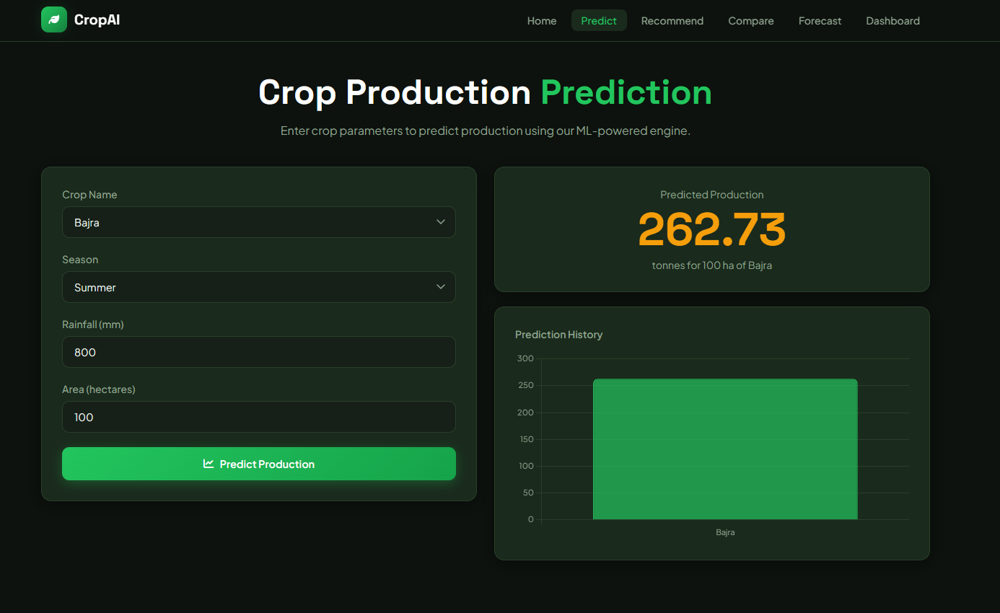 CropAI
Home Predict Recommend Compare Forecast Dashboard
Crop Production Prediction
Enter crop parameters to predict production using our ML-powered engine.
Crop Name
Bajra
Season
Summer
Rainfall (mm)
800
Area (hectares)
100
Predict Production
Predicted Production
262.73
tonnes for 100 ha of Bajra
Prediction History
300
250
200
150
100
50
0
Bajra